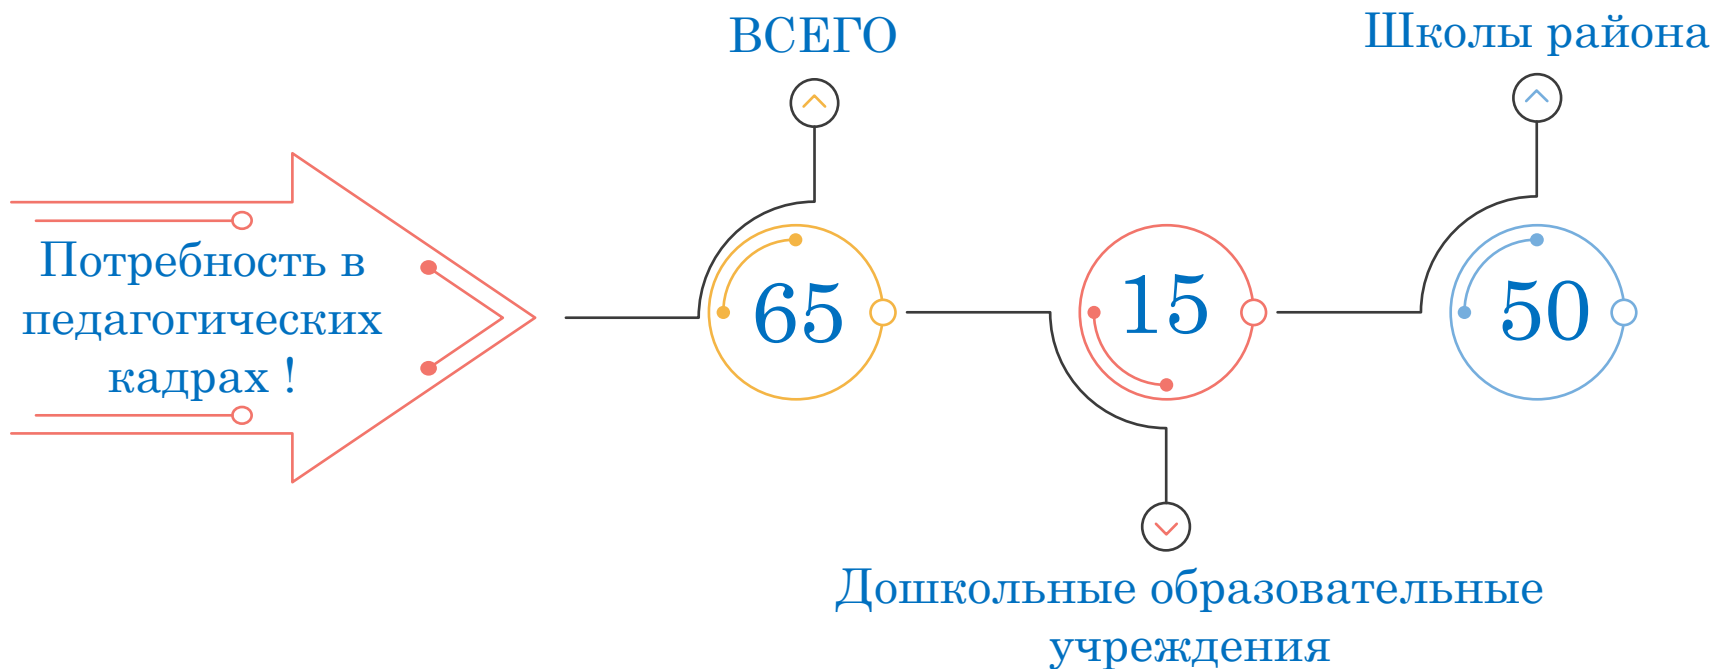 Потребность в
педагогических
кадрах !
ВСЕГО
65
15
Дошкольные образовательные
учреждения
Школы района
50